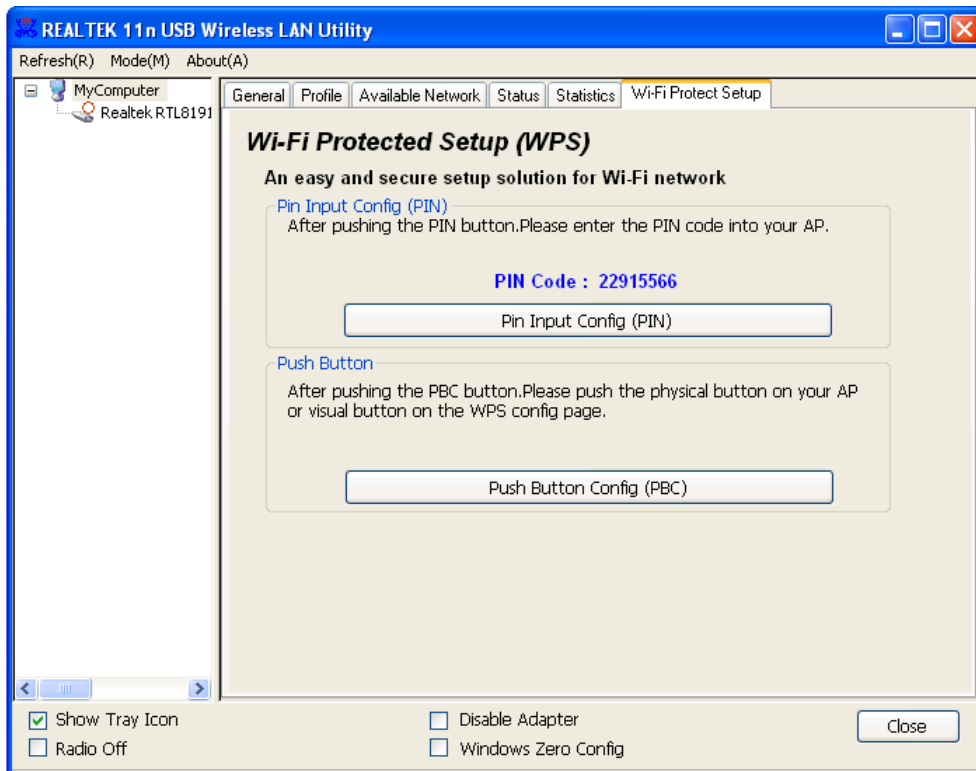 REALTEK 11n USB Wireless LAN Utility
Refresh(R) Mode(M) About(A)
MyComputer
Realtek RTL8191
General Profile Available Network Status Statistics Wi-Fi Protect Setup
Wi-Fi Protected Setup (WPS)
An easy and secure setup solution for Wi-Fi network
Pin Input Config (PIN)
After pushing the PIN button.Please enter the PIN code into your AP.
PIN Code : 22915566
Pin Input Config (PIN)
Push Button
After pushing the PBC button.Please push the physical button on your AP
or visual button on the WPS config page.
Push Button Config (PBC)
Show Tray Icon
Radio Off
Disable Adapter
Windows Zero Config
Close